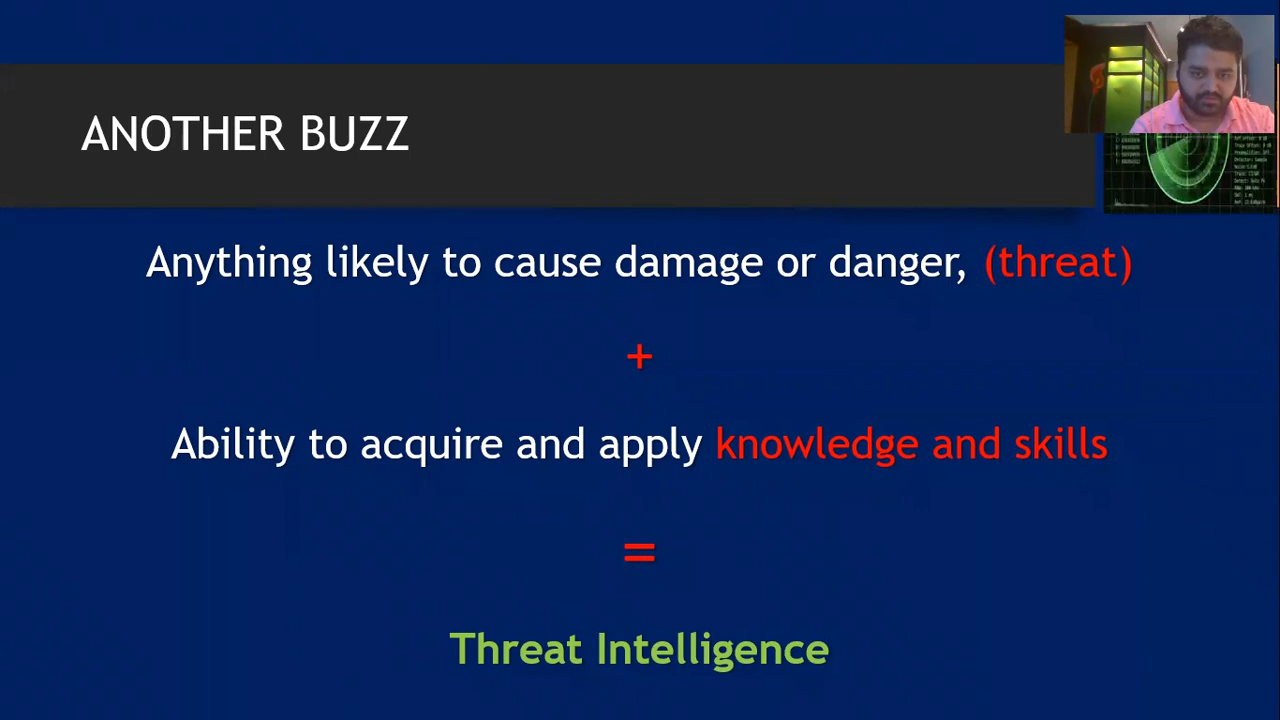 ANOTHER BUZZ
Anything likely to cause damage or danger, (threat)
+
Ability to acquire and apply knowledge and skills
=
Threat Intelligence